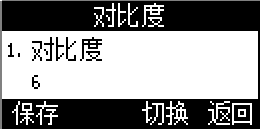 对比度
1. 对比度
6
保存 切换 返回